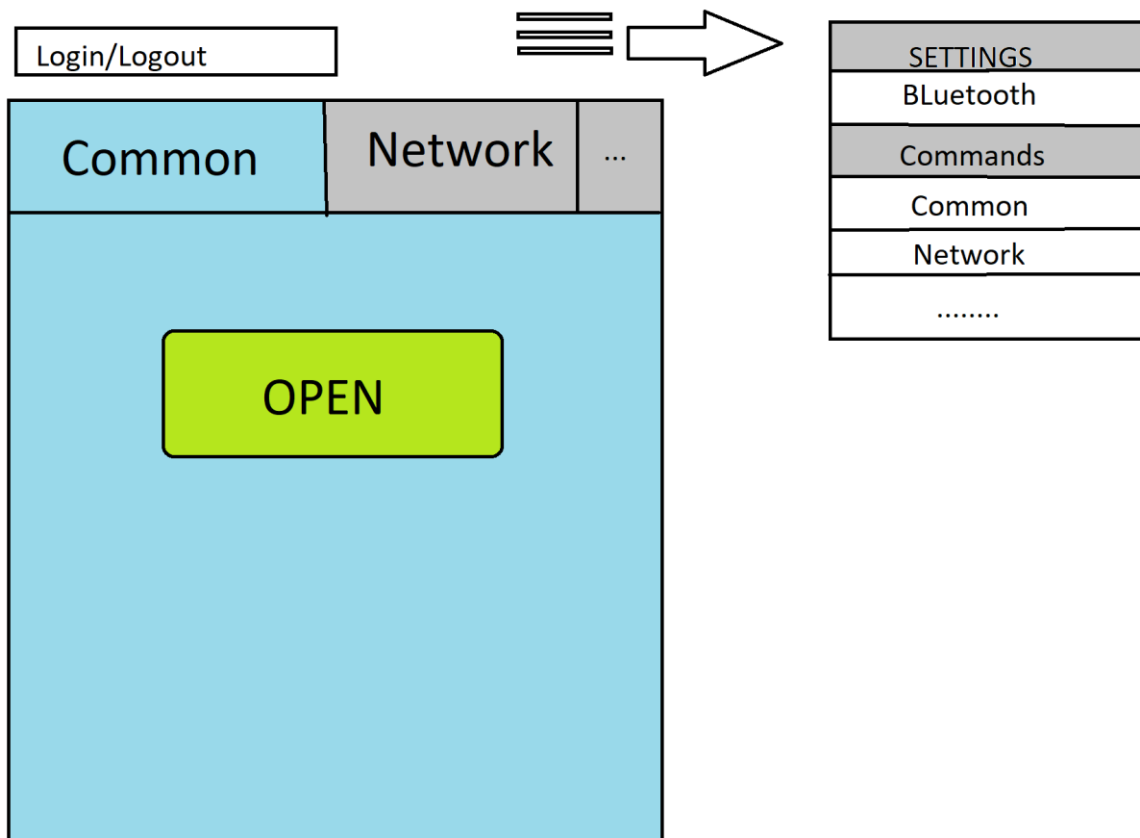 Login/Logout
Common
Network
...
OPEN
SETTINGS
BLuetooth
Commands
Common
Network
........